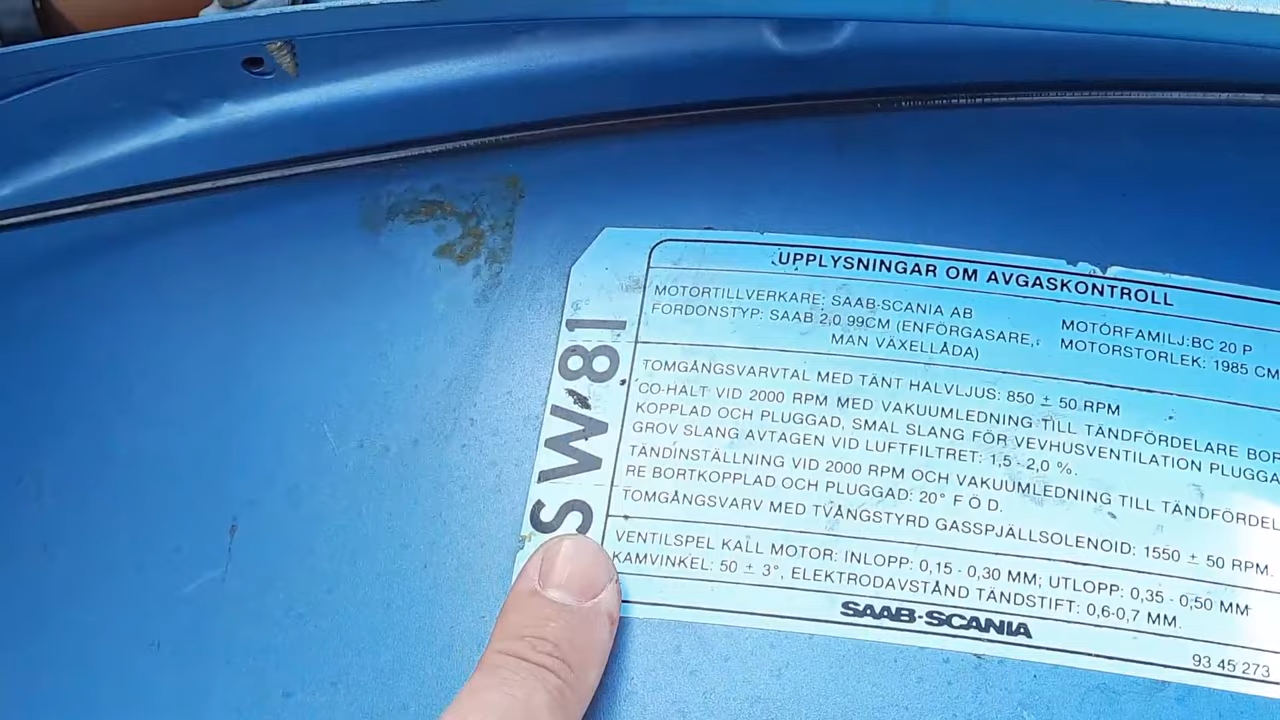 UPPLYSNINGAR OM AVGASKONTROLL
MOTORTILLVERKARE: SAAB-SCANIA AB
FORDONSTYP: SAAB 2,0 99CM (ENFÖRGASARE,
MAN VÄXELLÅDA)
MOTORFAMILJ:BC 20 P
MOTORSTORLEK: 1985 CM
TOMGÅNGSVARVTAL MED TÄNT HALVLJUS: 850 ± 50 RPM
CO-HALT VID 2000 RPM MED VAKUUMLEDNING TILL TÄNDFÖRDELARE BOR
KOPPLAD OCH PLUGGAD, SMAL SLANG FÖR VEVHUSVENTILATION PLUGGA
GROV SLANG AVTAGEN VID LUFTFILTRET: 1,5 - 2,0 %.
TÄNDINSTÄLLNING VID 2000 RPM OCH VAKUUMLEDNING TILL TÄNDFÖRDEL
RE BORTKOPPLAD OCH PLUGGAD: 20° F Ö D.
TOMGÅNGSVARV MED TVÅNGSTYRD GASSPJÄLLSOLENOID: 1550 ± 50 RPM.
VENTILSPEL KALL MOTOR: INLOPP: 0,15 - 0,30 MM; UTLOPP: 0,35 - 0,50 MM
KAMVINKEL: 50 ± 3°, ELEKTRODAVSTÅND TÄNDSTIFT: 0,6-0,7 MM.
SAAB-SCANIA
93 45 273
SW 81